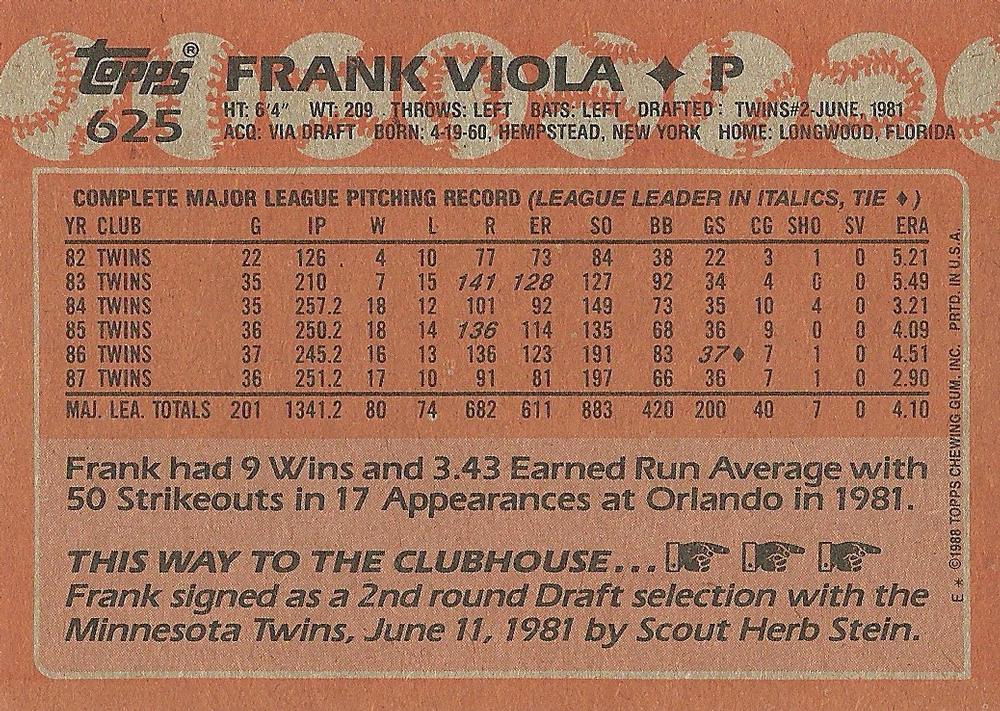 Topps® FRANK VIOLA ♦ P
625 HT: 6'4" WT: 209 THROWS: LEFT BATS: LEFT DRAFTED: TWINS#2-JUNE, 1981
ACQ: VIA DRAFT BORN: 4-19-60, HEMPSTEAD, NEW YORK HOME: LONGWOOD, FLORIDA
COMPLETE MAJOR LEAGUE PITCHING RECORD (LEAGUE LEADER IN ITALICS, TIE ♦)
YR CLUB G IP W L R ER SO BB GS CG SHO SV ERA
82 TWINS 22 126 4 10 77 73 84 38 22 3 1 0 5.21
83 TWINS 35 210 7 15 141 128 127 92 34 4 0 0 5.49
84 TWINS 35 257.2 18 12 101 92 149 73 35 10 4 0 3.21
85 TWINS 36 250.2 18 14 136 114 135 68 36 9 0 0 4.09
86 TWINS 37 245.2 16 13 136 123 191 83 37♦ 7 1 0 4.51
87 TWINS 36 251.2 17 10 91 81 197 66 36 7 1 0 2.90
MAJ. LEA. TOTALS 201 1341.2 80 74 682 611 883 420 200 40 7 0 4.10
Frank had 9 Wins and 3.43 Earned Run Average with
50 Strikeouts in 17 Appearances at Orlando in 1981.
THIS WAY TO THE CLUBHOUSE...
Frank signed as a 2nd round Draft selection with the
Minnesota Twins, June 11, 1981 by Scout Herb Stein.
E * ©1988 TOPPS CHEWING GUM, INC. PRTD. IN U.S.A.